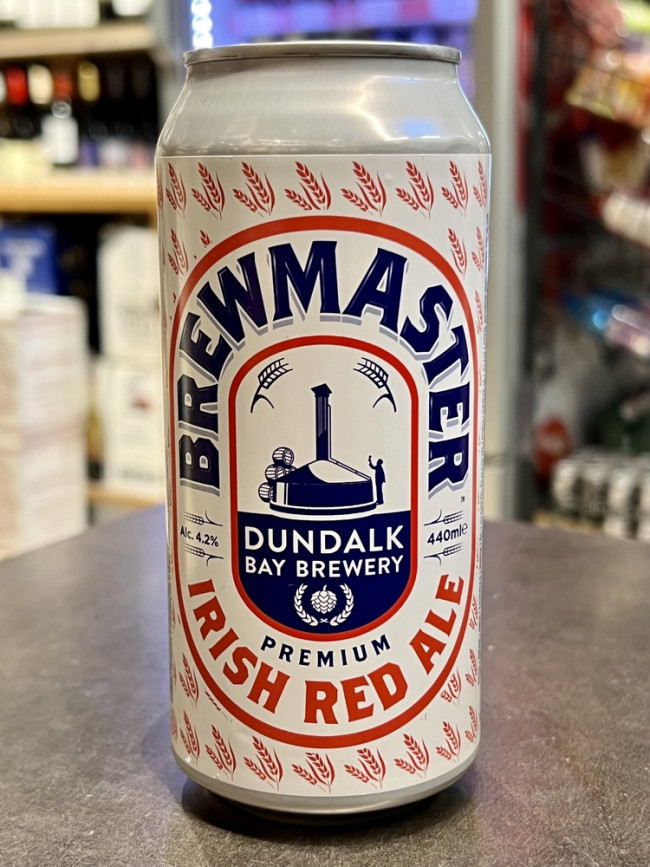 BREWMASTER
™
Alc. 4.2%
440ml℮
DUNDALK
BAY BREWERY
PREMIUM
IRISH RED ALE